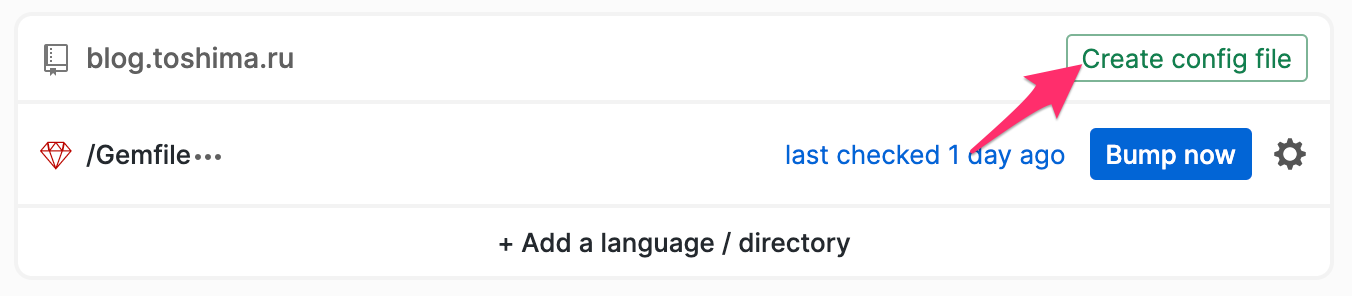 blog.toshima.ru
Create config file
/Gemfile•••
last checked 1 day ago
Bump now
+ Add a language / directory